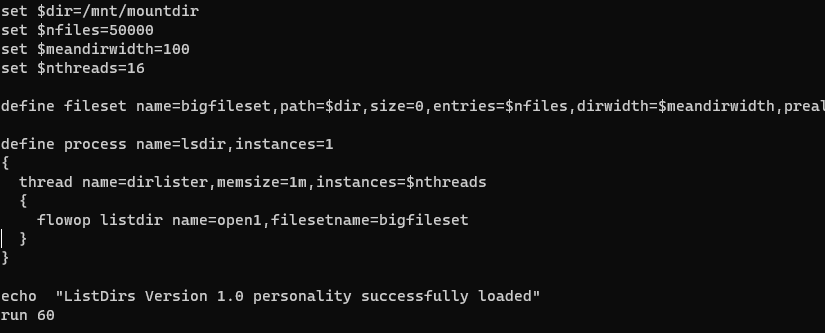 set $dir=/mnt/mountdir
set $nfiles=50000
set $meandirwidth=100
set $nthreads=16
define fileset name=bigfileset,path=$dir,size=0,entries=$nfiles,dirwidth=$meandirwidth,preal
define process name=lsdir,instances=1
{
  thread name=dirlister,memsize=1m,instances=$nthreads
  {
    flowop listdir name=open1,filesetname=bigfileset
  }
}
echo  "ListDirs Version 1.0 personality successfully loaded"
run 60